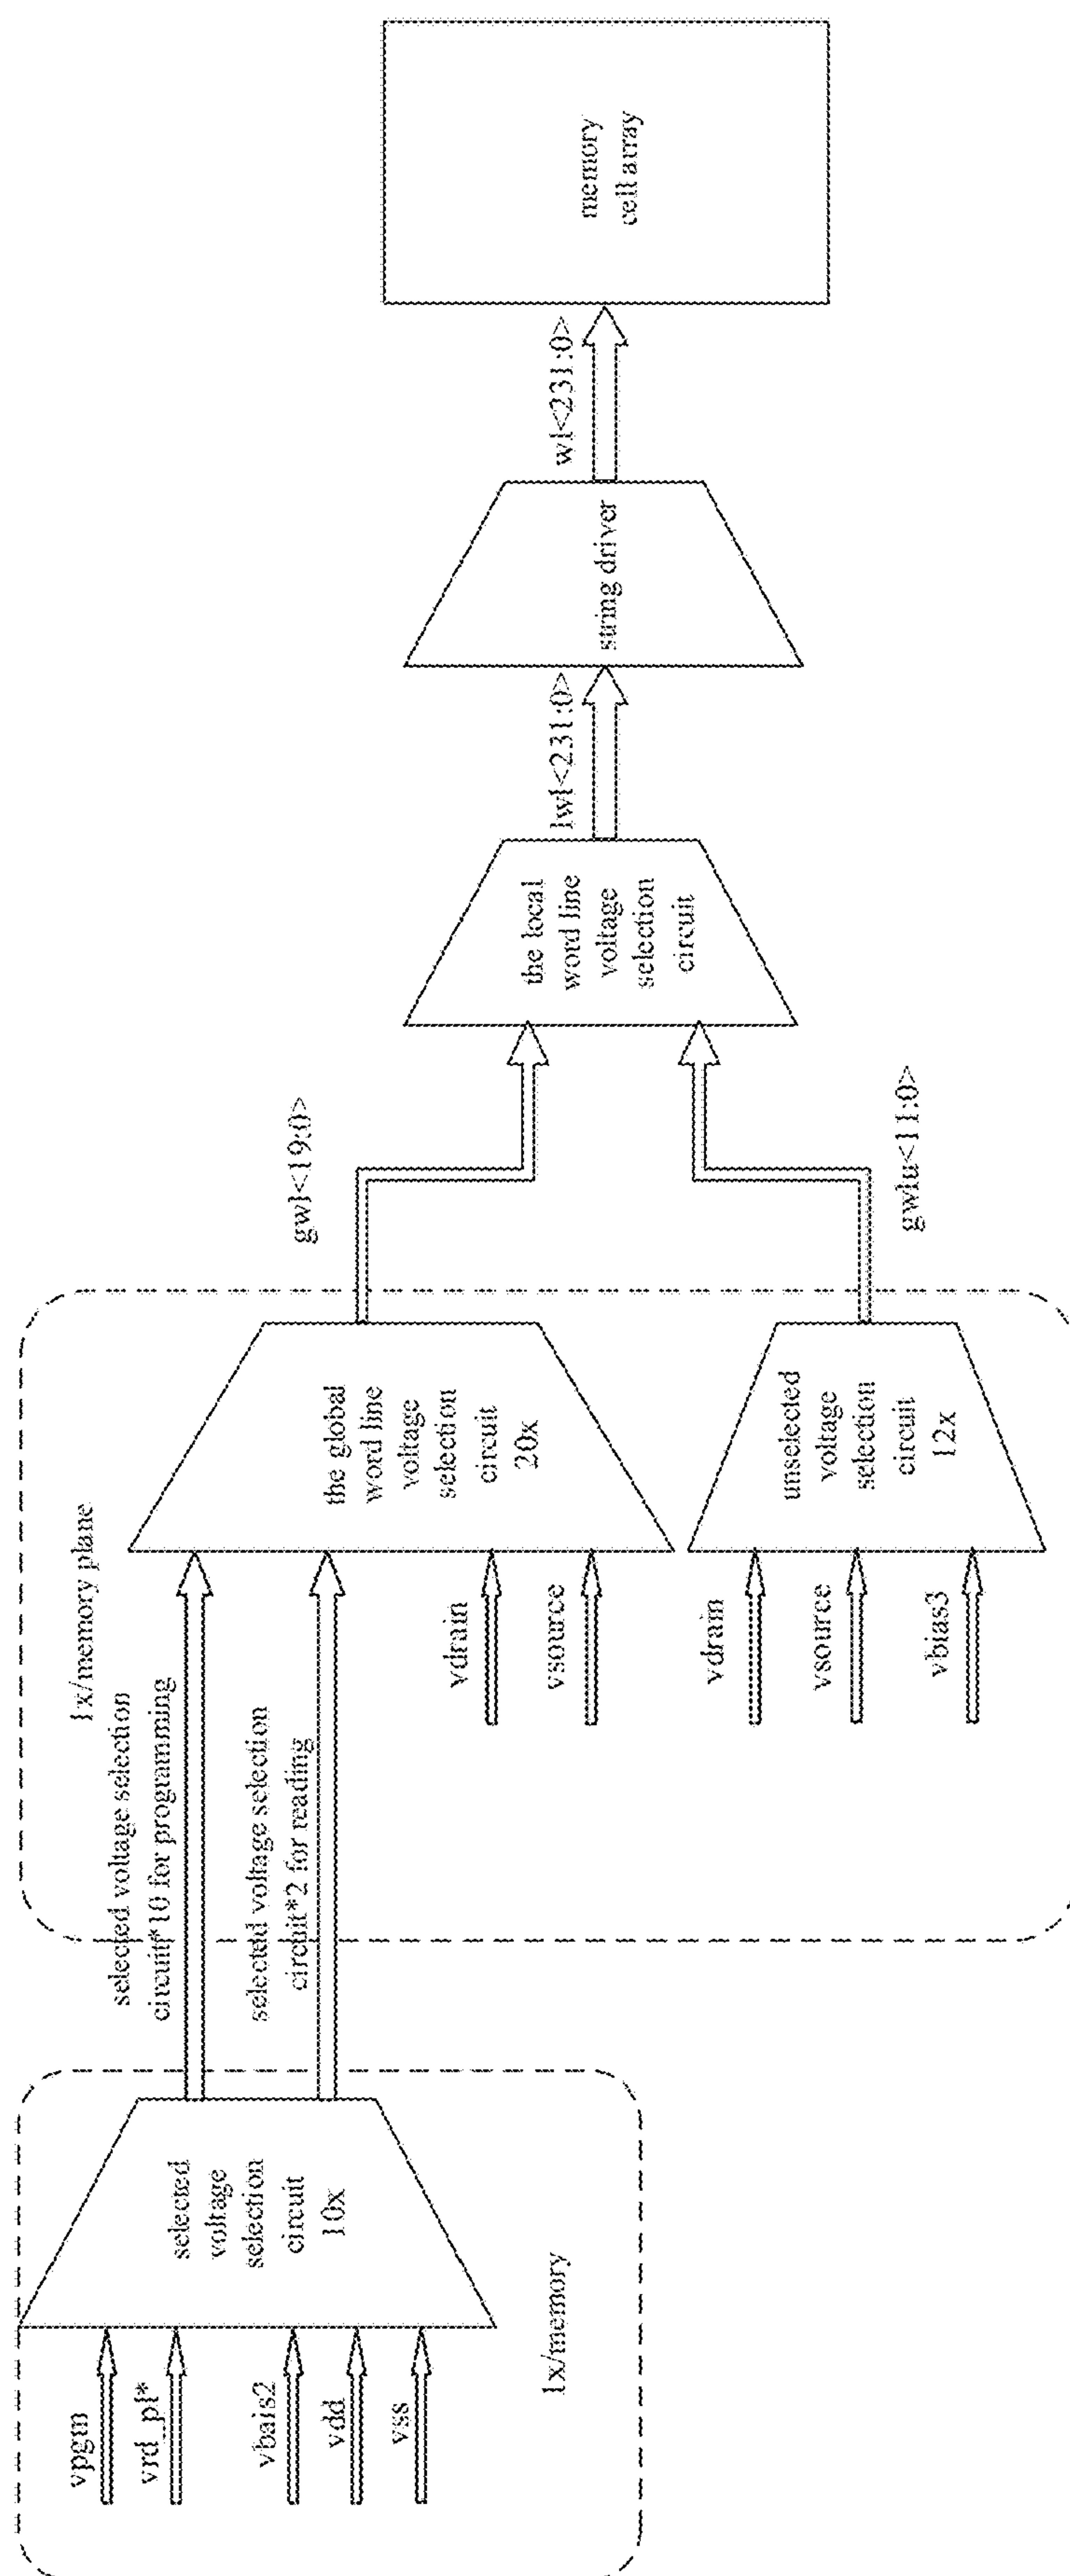 vpgm
vrd_pl*
vbais2
vdd
vss
selected
voltage
selection
circuit
10x
1x/memory
selected voltage selection
circuit*10 for programming
selected voltage selection
circuit*2 for reading
1x/memory plane
vdrain
vsource
the global
word line
voltage
selection
circuit
20x
vdrain
vsource
vbias3
unselected
voltage
selection
circuit
12x
gwl<19:0>
gwlu<11:0>
the local
word line
voltage
selection
circuit
lwl<231:0>
string driver
wl<231:0>
memory
cell array